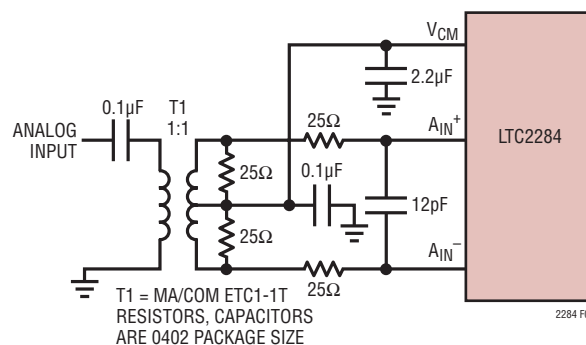 VCM
2.2µF
0.1µF
T1
1:1
25Ω
AIN+
LTC2284
ANALOG
INPUT
25Ω
0.1µF
12pF
25Ω
AIN–
25Ω
T1 = MA/COM ETC1-1T
RESISTORS, CAPACITORS
ARE 0402 PACKAGE SIZE
2284